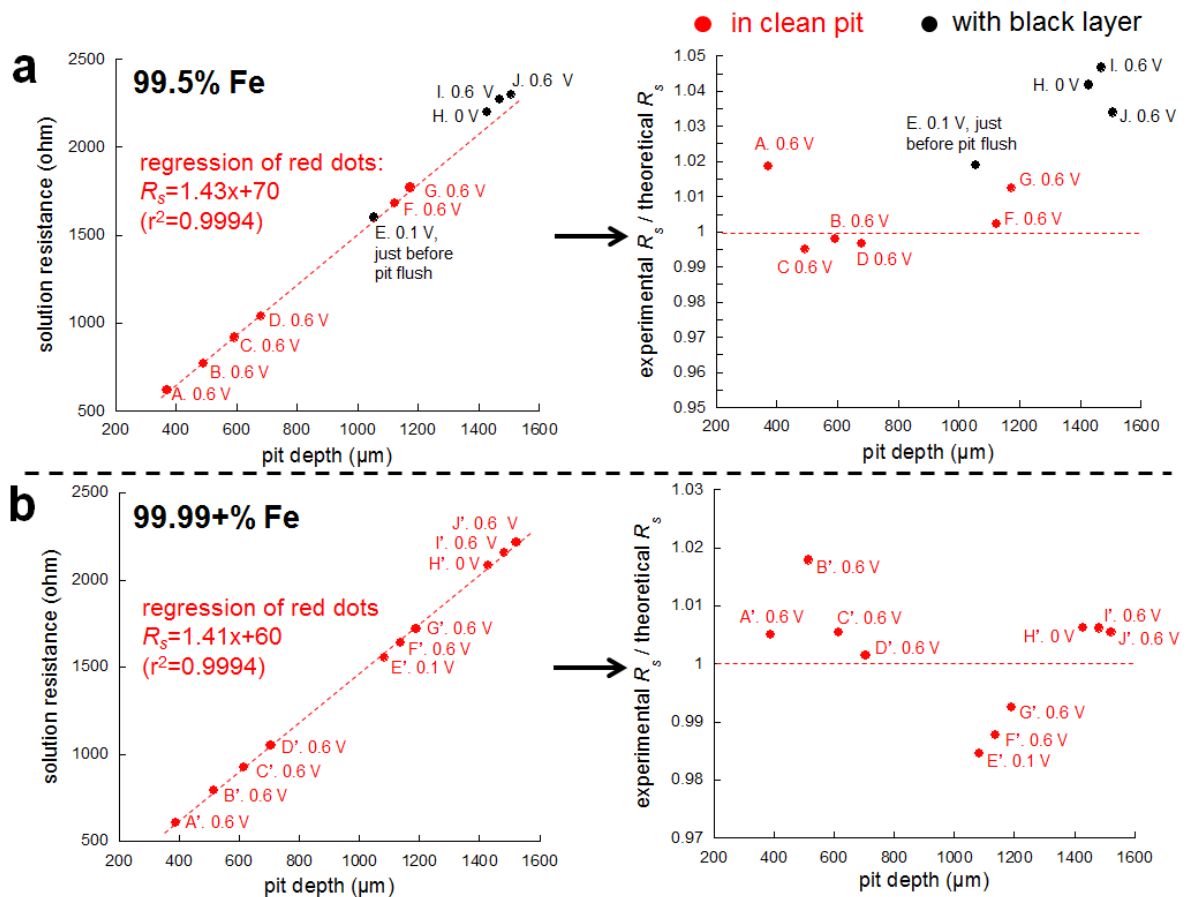 in clean pit
with black layer
a
99.5% Fe
regression of red dots:
Rs=1.43x+70
(r²=0.9994)
solution resistance (ohm)
2500
2000
1500
1000
500
200
400
600
800
1000
1200
1400
1600
pit depth (µm)
A. 0.6 V
B. 0.6 V
C. 0.6 V
D. 0.6 V
E. 0.1 V,
just before
pit flush
F. 0.6 V
G. 0.6 V
H. 0 V
I. 0.6 V
J. 0.6 V
experimental Rs / theoretical Rs
1.05
1.04
1.03
1.02
1.01
1
0.99
0.98
0.97
0.96
0.95
200
400
600
800
1000
1200
1400
1600
pit depth (µm)
A. 0.6 V
B. 0.6 V
C 0.6 V
D 0.6 V
E. 0.1 V, just
before pit flush
F. 0.6 V
G. 0.6 V
H. 0 V
I. 0.6 V
J. 0.6 V
b
99.99+% Fe
regression of red dots
Rs=1.41x+60
(r²=0.9994)
solution resistance (ohm)
2500
2000
1500
1000
500
200
400
600
800
1000
1200
1400
1600
pit depth (µm)
A’. 0.6 V
B’. 0.6 V
C’. 0.6 V
D’. 0.6 V
E’. 0.1 V
F’. 0.6 V
G’. 0.6 V
H’. 0 V
I’. 0.6 V
J’. 0.6 V
experimental Rs / theoretical Rs
1.03
1.02
1.01
1
0.99
0.98
0.97
200
400
600
800
1000
1200
1400
1600
pit depth (µm)
A’. 0.6 V
B’. 0.6 V
C’. 0.6 V
D’. 0.6 V
E’. 0.1 V
F’. 0.6 V
G’. 0.6 V
H’. 0 V
I’. 0.6 V
J’. 0.6 V